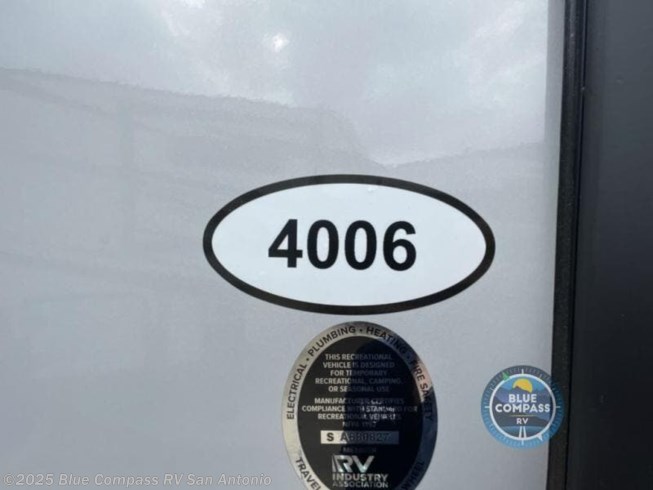 4006
ELECTRICAL • PLUMBING • HEATING • FIRE SAFETY
THIS RECREATIONAL
VEHICLE IS DESIGNED
FOR TEMPORARY
RECREATIONAL, CAMPING,
OR SEASONAL USE
MANUFACTURER CERTIFIES
COMPLIANCE WITH STANDARD FOR
RECREATIONAL VEHICLES
MEMBER
RV
INDUSTRY
ASSOCIATION
TRAVEL
BLUE
COMPASS
RV
©2025 Blue Compass RV San Antonio